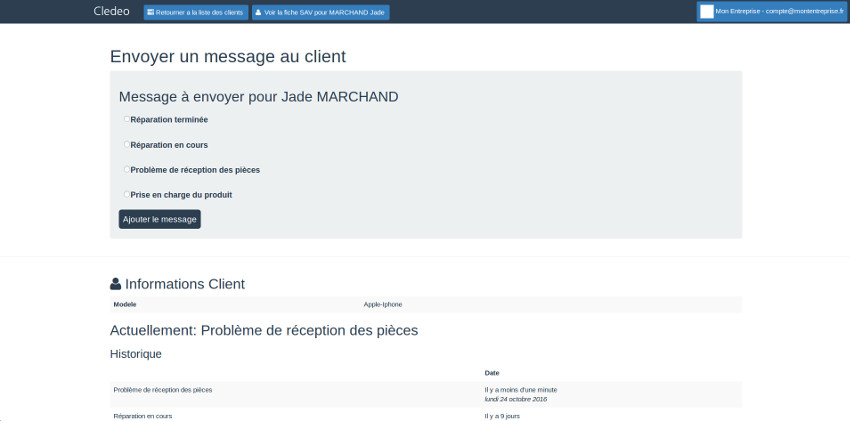 Cledeo Retourner a la liste des clients Voir la fiche SAV pour MARCHAND Jade Mon Entreprise - compte@montentreprise.fr
Envoyer un message au client
Message à envoyer pour Jade MARCHAND
Réparation terminée
Réparation en cours
Problème de réception des pièces
Prise en charge du produit
Ajouter le message
Informations Client
Modele Apple-Iphone
Actuellement: Problème de réception des pièces
Historique
Date
Problème de réception des pièces Il y a moins d'une minute
lundi 24 octobre 2016
Réparation en cours Il y a 9 jours